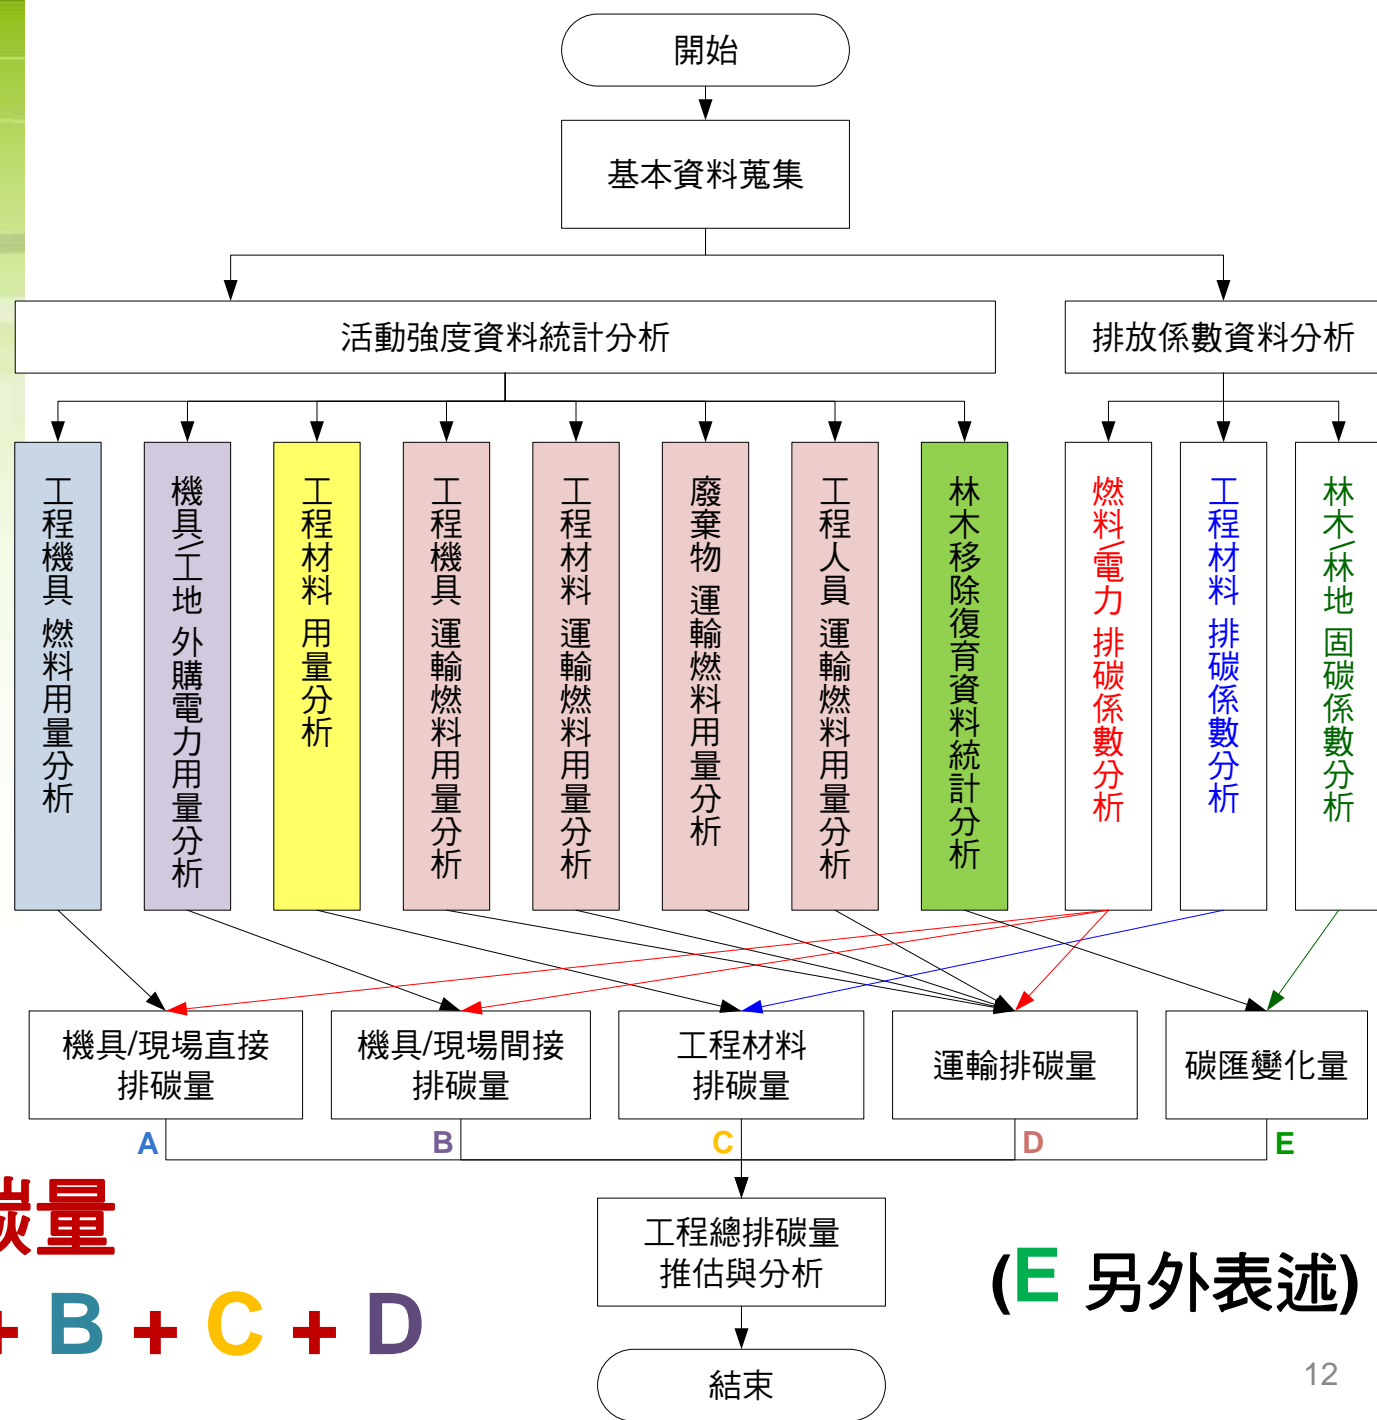 開始
基本資料蒐集
活動強度資料統計分析
排放係數資料分析
工程機具 燃料用量分析
機具/工地 外購電力用量分析
工程材料 用量分析
工程機具 運輸燃料用量分析
工程材料 運輸燃料用量分析
廢棄物 運輸燃料用量分析
工程人員 運輸燃料用量分析
林木移除復育資料統計分析
燃料/電力 排碳係數分析
工程材料 排碳係數分析
林木/林地 固碳係數分析
機具/現場直接
排碳量
機具/現場間接
排碳量
工程材料
排碳量
運輸排碳量
碳匯變化量
A
B
C
D
E
碳量
+ B + C + D
工程總排碳量
推估與分析
(E 另外表述)
結束
12